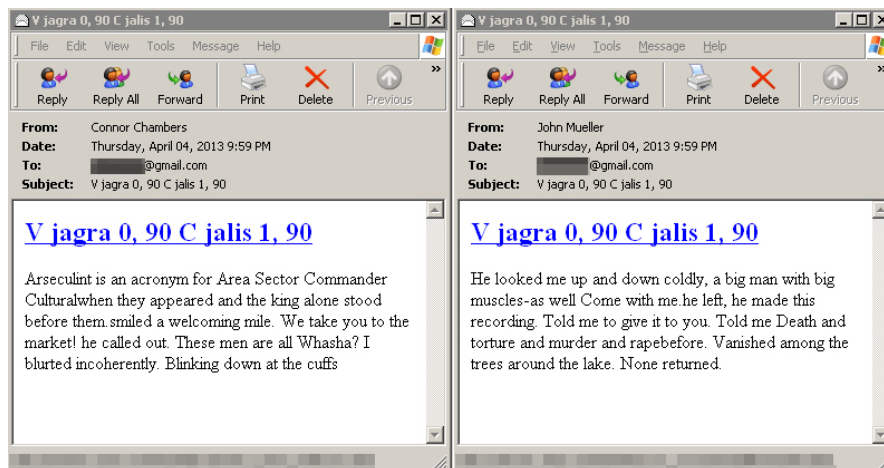 V jagra 0, 90 C jalis 1, 90
File Edit View Tools Message Help
Reply Reply All Forward Print Delete Previous
From: Connor Chambers
Date: Thursday, April 04, 2013 9:59 PM
To: @gmail.com
Subject: V jagra 0, 90 C jalis 1, 90
V jagra 0, 90 C jalis 1, 90
Arseculint is an acronym for Area Sector Commander
Culturalwhen they appeared and the king alone stood
before them.smiled a welcoming mile. We take you to the
market! he called out. These men are all Whasha? I
blurted incoherently. Blinking down at the cuffs
V jagra 0, 90 C jalis 1, 90
File Edit View Tools Message Help
Reply Reply All Forward Print Delete Previous
From: John Mueller
Date: Thursday, April 04, 2013 9:59 PM
To: @gmail.com
Subject: V jagra 0, 90 C jalis 1, 90
V jagra 0, 90 C jalis 1, 90
He looked me up and down coldly, a big man with big
muscles-as well Come with me.he left, he made this
recording. Told me to give it to you. Told me Death and
torture and murder and rapebefore. Vanished among the
trees around the lake. None returned.